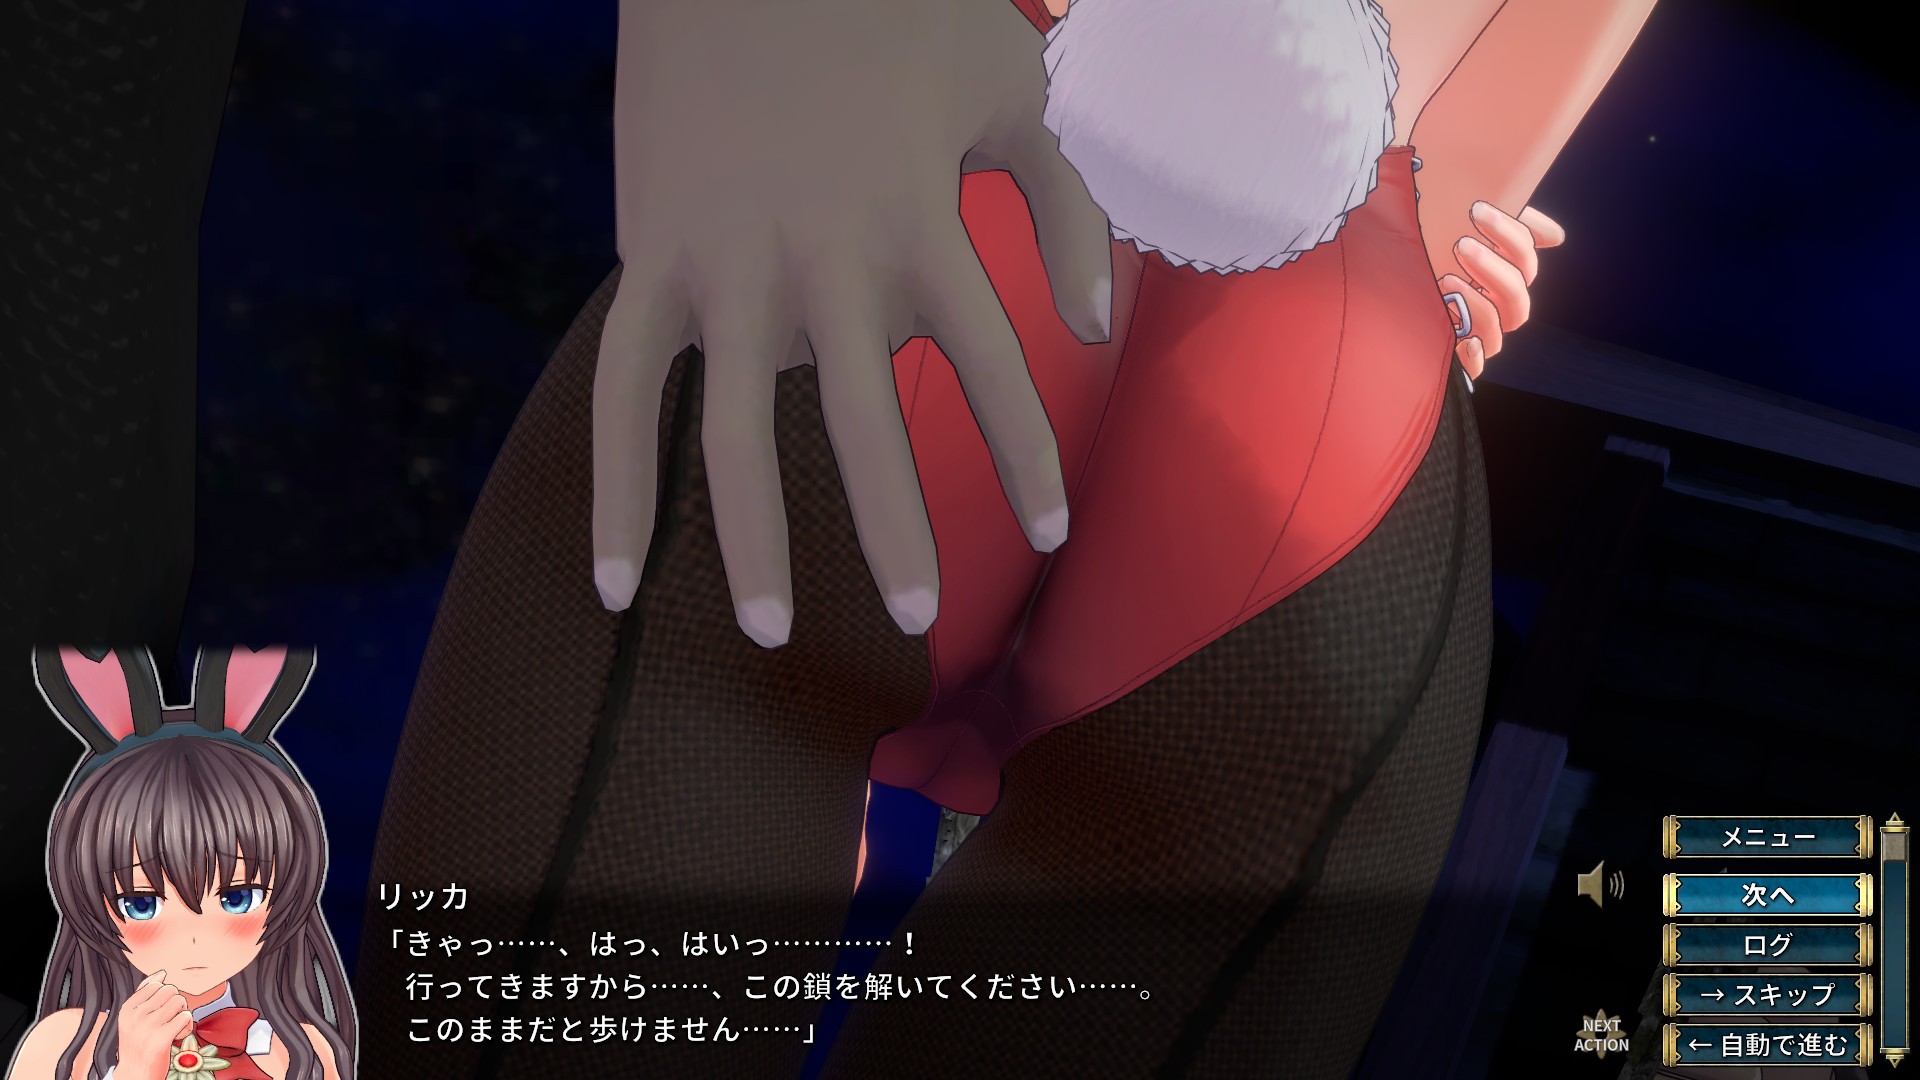 リッカ
「きゃっ……、はっ、はいっ…………！
行ってきますから……、この鎖を解いてください……。
このままだと歩けません……」
メニュー
次へ
ログ
→ スキップ
← 自動で進む
NEXT
ACTION